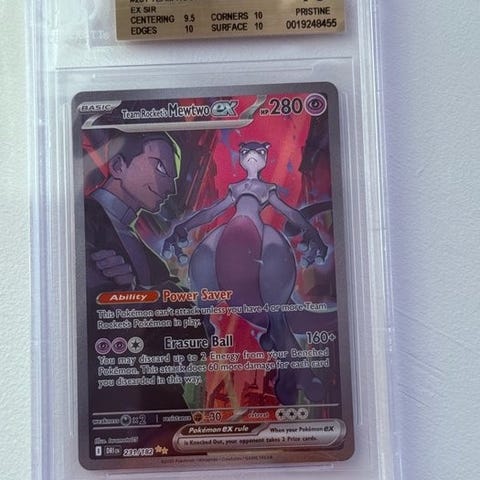 EX SIR
CENTERING 9.5 CORNERS 10 PRISTINE
EDGES 10 SURFACE 10 0019248455
BASIC Team Rocket's Mewtwo ex HP 280
Ability Power Saver
This Pokémon can't attack unless you have 4 or more Team
Rocket's Pokémon in play.
Erasure Ball 160+
You may discard up to 2 Energy from your Benched
Pokémon. This attack does 60 more damage for each card
you discarded in this way.
weakness x2 resistance -30 retreat
Pokémon ex rule When your Pokémon ex
is Knocked Out, your opponent takes 2 Prize cards.
DRI EN 231/182